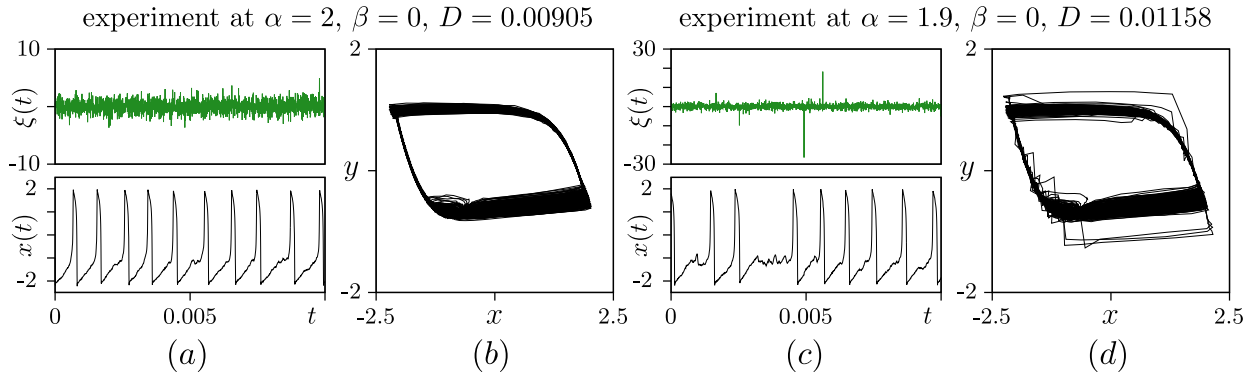 experiment at α = 2, β = 0, D = 0.00905
experiment at α = 1.9, β = 0, D = 0.01158
10
ξ(t)
-10
2
x(t)
-2
0
0.005
t
(a)
2
y
-2
-2.5
x
2.5
(b)
30
ξ(t)
-30
2
x(t)
-2
0
0.005
t
(c)
2
y
-2
-2.5
x
2.5
(d)